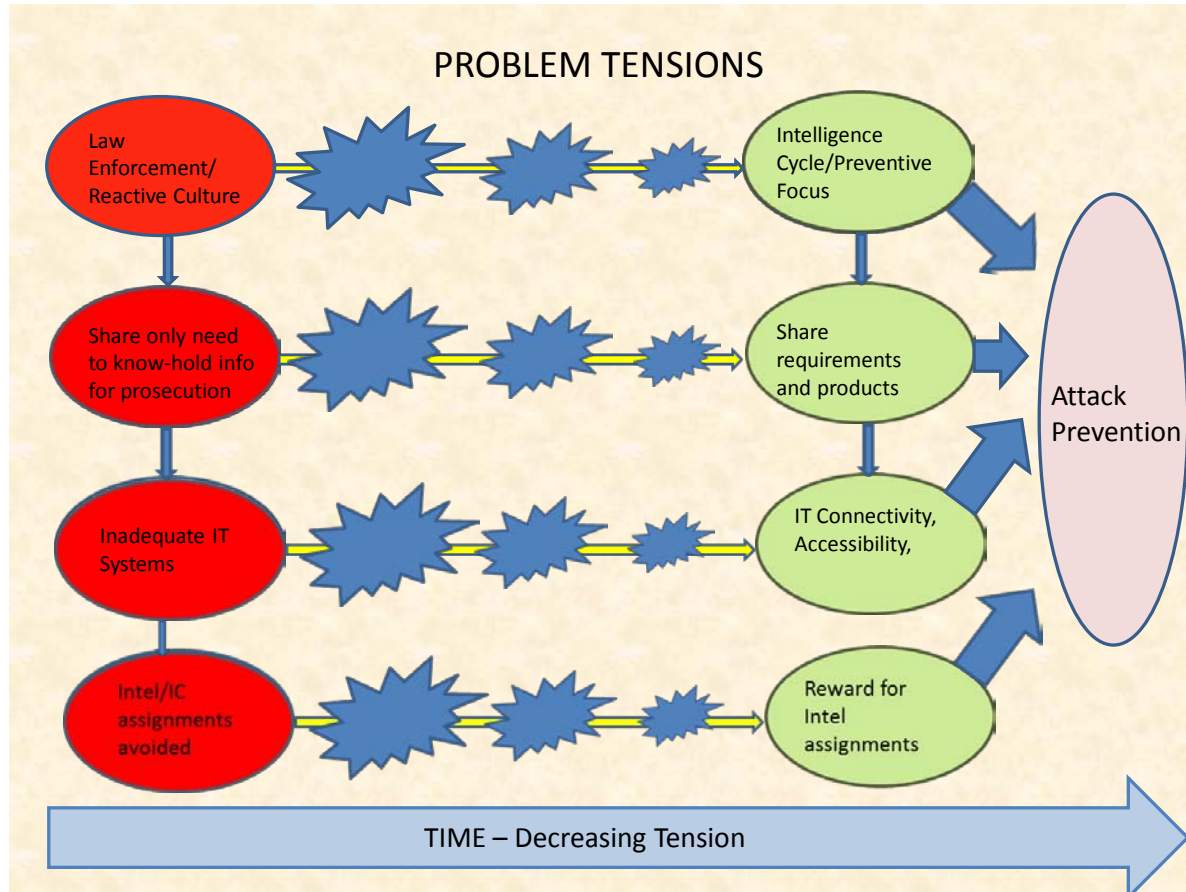 PROBLEM TENSIONS
Law
Enforcement/
Reactive Culture
Intelligence
Cycle/Preventive
Focus
Share only need
to know-hold info
for prosecution
Share
requirements
and products
Attack
Prevention
Inadequate IT
Systems
IT Connectivity,
Accessibility,
Intel/IC
assignments
avoided
Reward for
Intel
assignments
TIME – Decreasing Tension